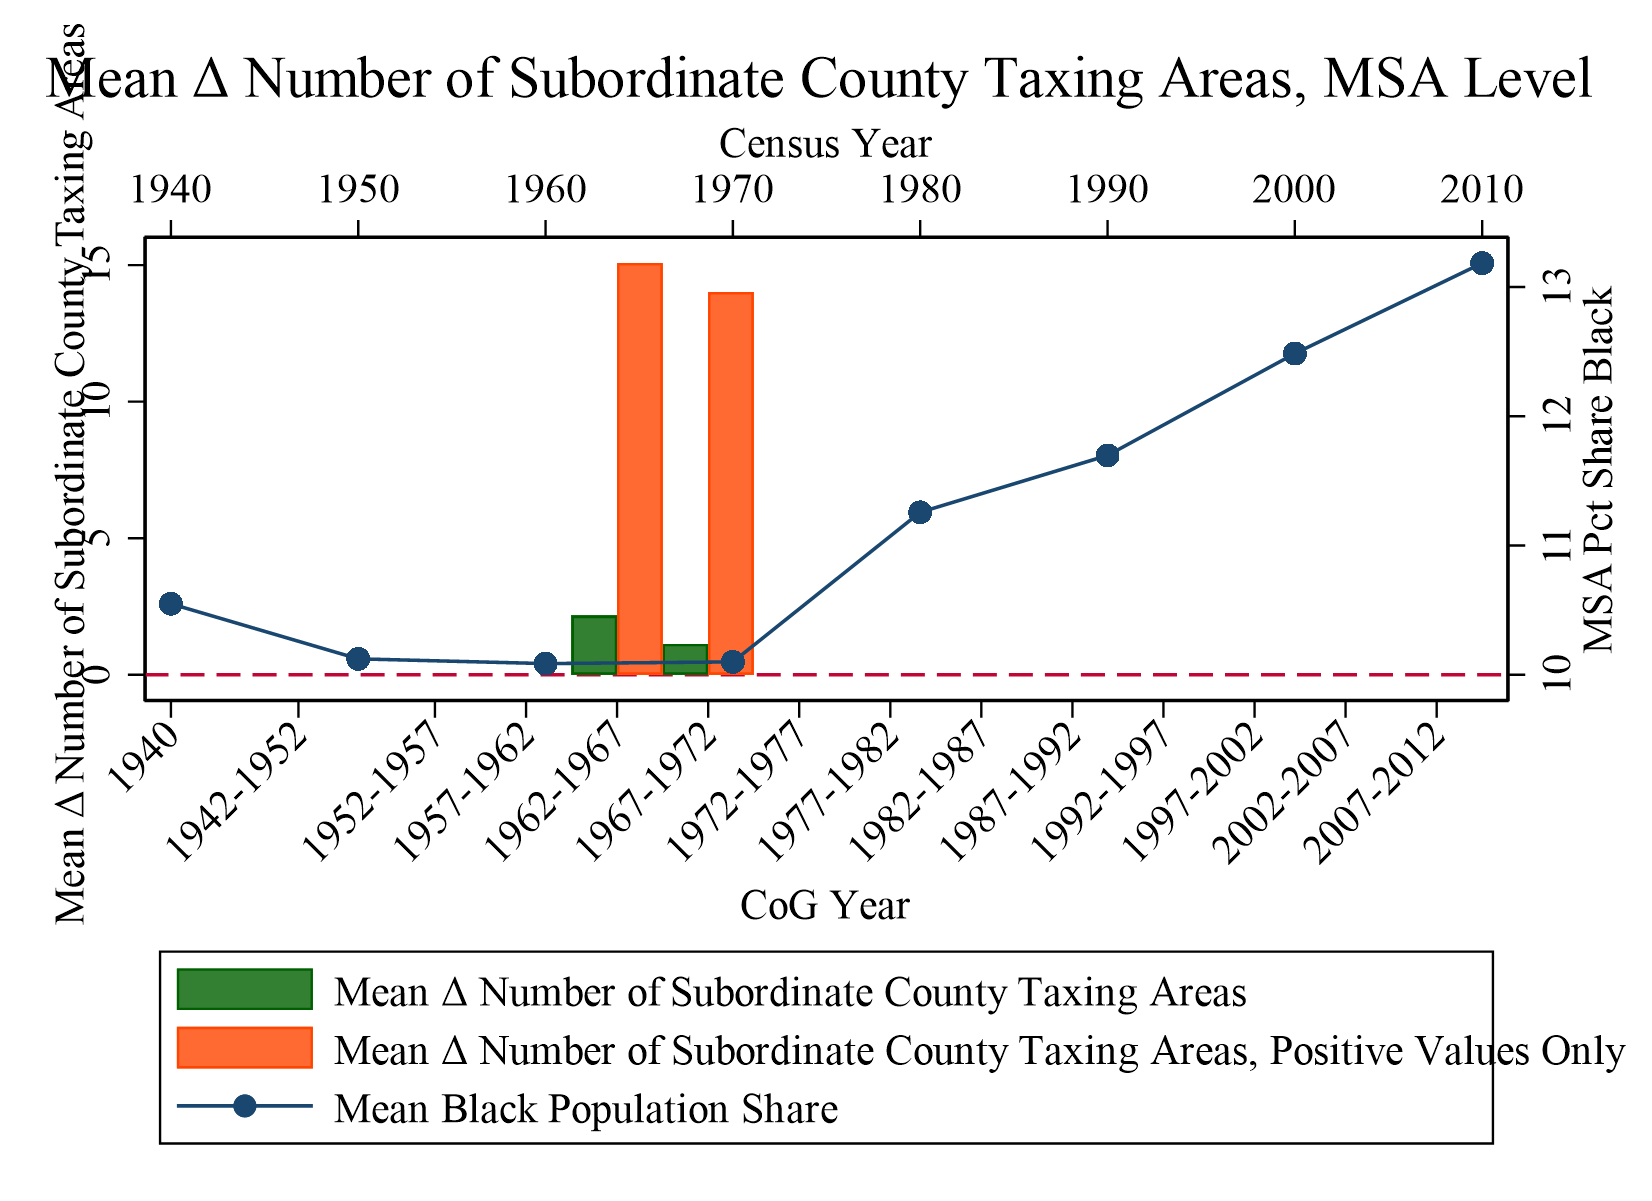 Mean Δ Number of Subordinate County Taxing Areas, MSA Level
Census Year
1940 1950 1960 1970 1980 1990 2000 2010
Mean Δ Number of Subordinate County Taxing Areas
15
10
5
0
13
12
11
10
MSA Pct Share Black
1940 1942-1952 1952-1957 1957-1962 1962-1967 1967-1972 1972-1977 1977-1982 1982-1987 1987-1992 1992-1997 1997-2002 2002-2007 2007-2012
CoG Year
Mean Δ Number of Subordinate County Taxing Areas
Mean Δ Number of Subordinate County Taxing Areas, Positive Values Only
Mean Black Population Share